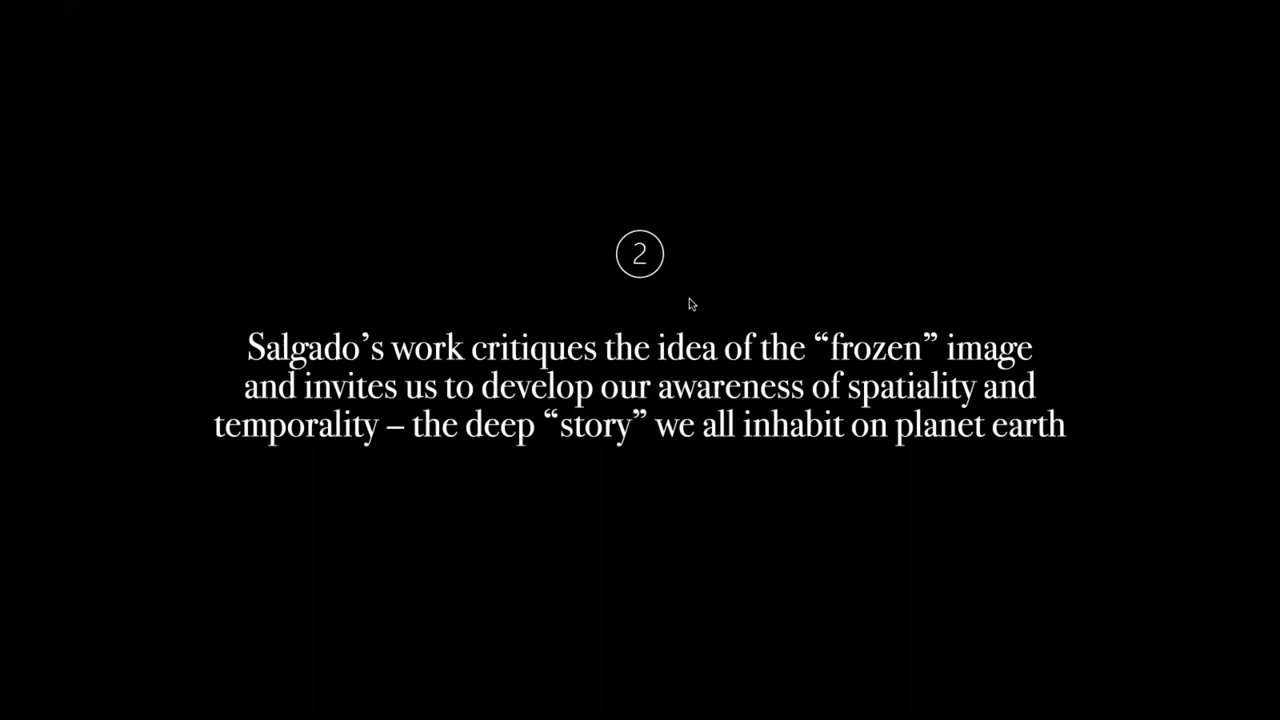 2
Salgado’s work critiques the idea of the “frozen” image
and invites us to develop our awareness of spatiality and
temporality – the deep “story” we all inhabit on planet earth